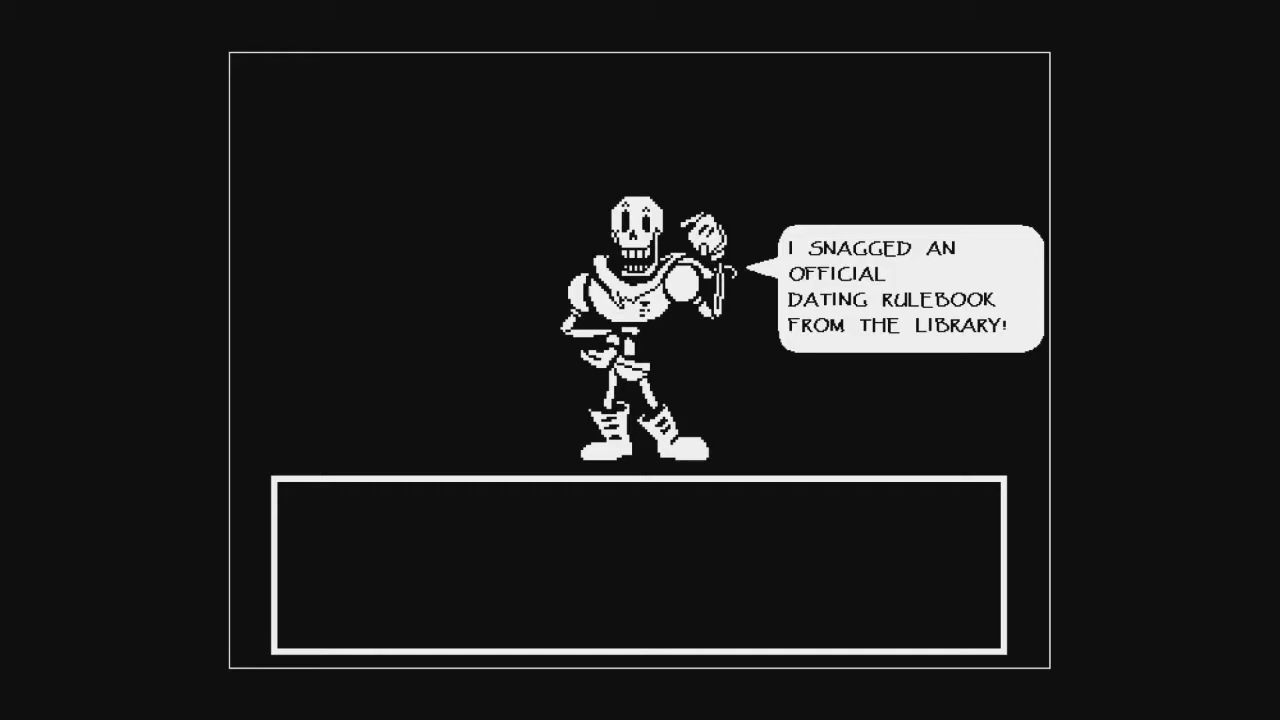 I SNAGGED AN
OFFICIAL
DATING RULEBOOK
FROM THE LIBRARY!